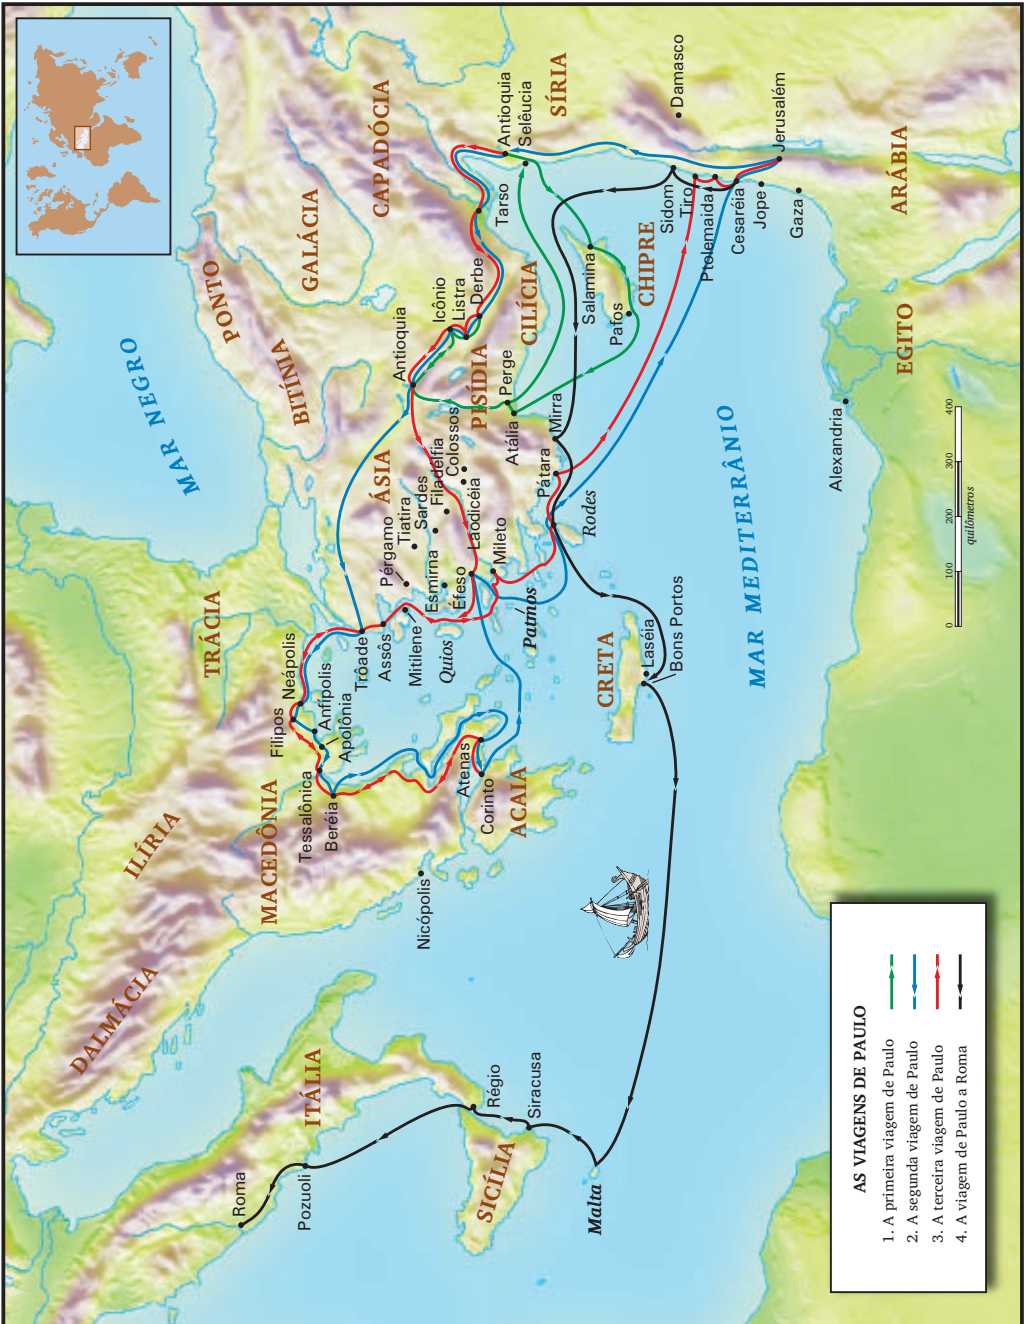 MAR NEGRO
PONTO
BITÍNIA
GALÁCIA
CAPADÓCIA
SÍRIA
ARÁBIA
EGITO
CILÍCIA
CHIPRE
PISÍDIA
ÁSIA
TRÁCIA
MACEDÔNIA
ILÍRIA
DALMÁCIA
ITÁLIA
SICÍLIA
ACAIA
CRETA
MAR MEDITERRÂNIO
Roma
Pozuoli
Régio
Siracusa
Malta
Nicópolis
Tessalônica
Beréia
Filipos
Neápolis
Anfípolis
Apolônia
Atenas
Corinto
Trôade
Assôs
Mitilene
Quios
Pérgamo
Tiatira
Sardes
Filadélfia
Colossos
Laodicéia
Esmirna
Éfeso
Mileto
Patmos
Rodes
Pátara
Mirra
Atália
Perge
Antioquia
Icônio
Listra
Derbe
Tarso
Antioquia
Selêucia
Salamina
Pafos
Damasco
Sidom
Tiro
Ptolemaida
Cesaréia
Jope
Gaza
Jerusalém
Alexandria
Laséia
Bons Portos
0 100 200 300 400
quilômetros
AS VIAGENS DE PAULO
1. A primeira viagem de Paulo
2. A segunda viagem de Paulo
3. A terceira viagem de Paulo
4. A viagem de Paulo a Roma